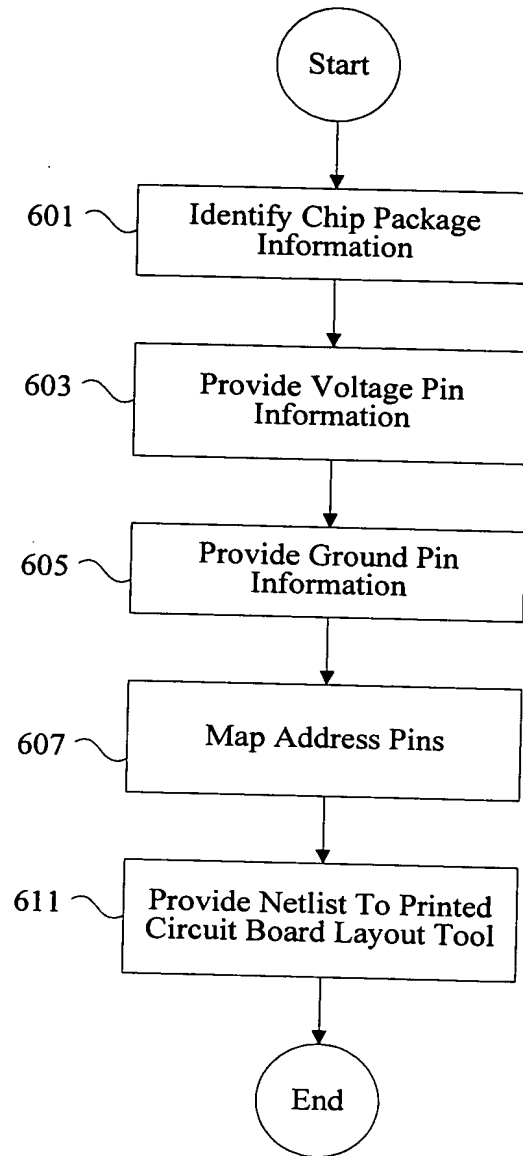 Start
601
Identify Chip Package
Information
603
Provide Voltage Pin
Information
605
Provide Ground Pin
Information
607
Map Address Pins
611
Provide Netlist To Printed
Circuit Board Layout Tool
End